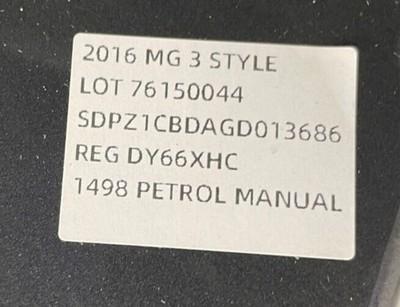 2016 MG 3 STYLE
LOT 76150044
SDPZ1CBDAGD013686
REG DY66XHC
1498 PETROL MANUAL